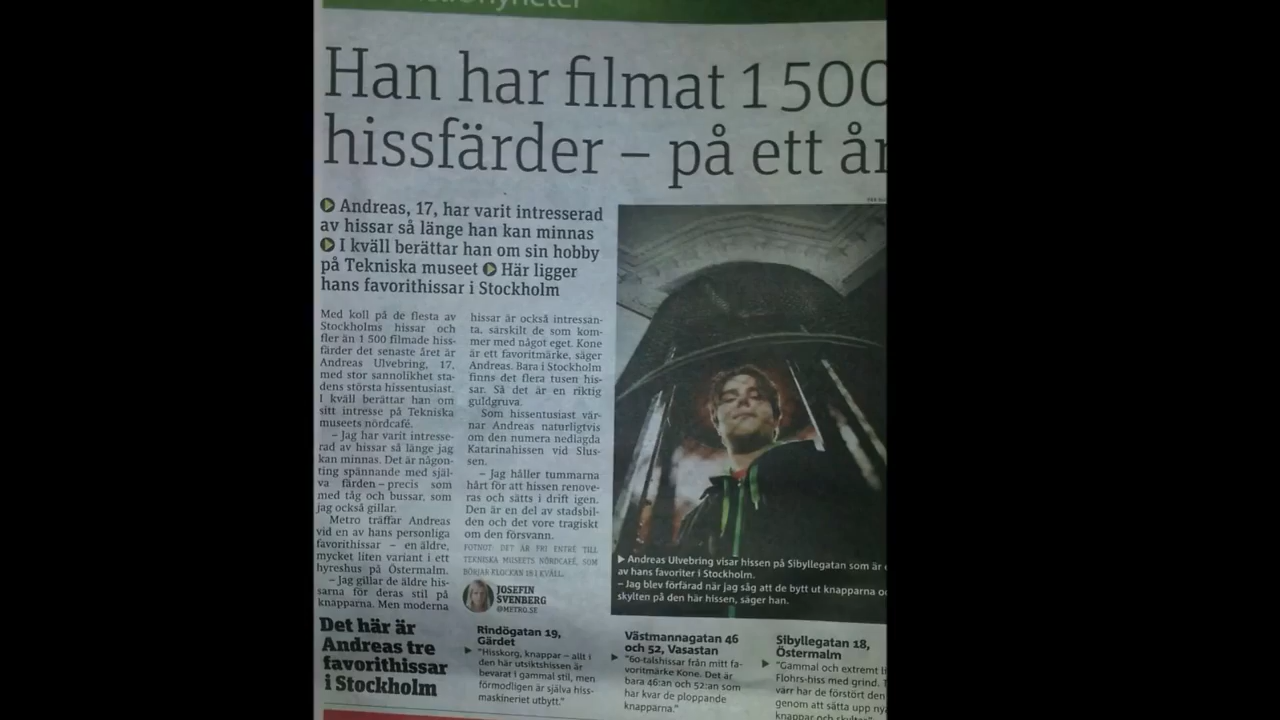 nyheter
Han har filmat 1 500
hissfärder – på ett år
Andreas, 17, har varit intresserad
av hissar så länge han kan minnas
I kväll berättar han om sin hobby
på Tekniska museet Här ligger
hans favorithissar i Stockholm
Med koll på de flesta av
Stockholms hissar och
fler än 1 500 filmade hiss-
färder det senaste året är
Andreas Ulvebring, 17,
med stor sannolikhet sta-
dens största hissentusiast.
I kväll berättar han om
sitt intresse på Tekniska
museets nördcafé.
– Jag har varit intresse-
rad av hissar så länge jag
kan minnas. Det är någon-
ting spännande med själ-
va färden – precis som
med tåg och bussar, som
jag också gillar.
Metro träffar Andreas
vid en av hans personliga
favorithissar – en äldre,
mycket liten variant i ett
hyreshus på Östermalm.
– Jag gillar de äldre his-
sarna för deras stil på
knapparna. Men moderna
hissar är också intressan-
ta, särskilt de som kom-
mer med något eget. Kone
är ett favoritmärke, säger
Andreas. Bara i Stockholm
finns det flera tusen his-
sar. Så det är en riktig
guldgruva.
Som hissentusiast vär-
nar Andreas naturligtvis
om den numera nedlagda
Katarinahissen vid Slus-
sen.
– Jag håller tummarna
hårt för att hissen renove-
ras och sätts i drift igen.
Den är en del av stadsbil-
den och det vore tragiskt
om den försvann.
FOTNOT: DET ÄR FRI ENTRÉ TILL
TEKNISKA MUSEETS NÖRDCAFÉ, SOM
BÖRJAR KLOCKAN 18 I KVÄLL.
JOSEFIN
SVENBERG
@METRO.SE
Andreas Ulvebring visar hissen på Sibyllegatan som är
av hans favoriter i Stockholm.
– Jag blev förfärad när jag såg att de bytt ut knapparna
skylten på den här hissen, säger han.
Det här är
Andreas tre
favorithissar
i Stockholm
Rindögatan 19,
Gärdet
"Hisskorg, knappar – allt i
den här utsiktshissen är
bevarat i gammal stil, men
förmodligen är själva hiss-
maskineriet utbytt."
Västmannagatan 46
och 52, Vasastan
"60-talshissar från mitt fa-
voritmärke Kone. Det är
bara 46:an och 52:an som
har kvar de ploppande
knapparna."
Sibyllegatan 18,
Östermalm
"Gammal och extremt
Flohrs-hiss med grind.
värr har de förstört den
genom att sätta upp
knappar och